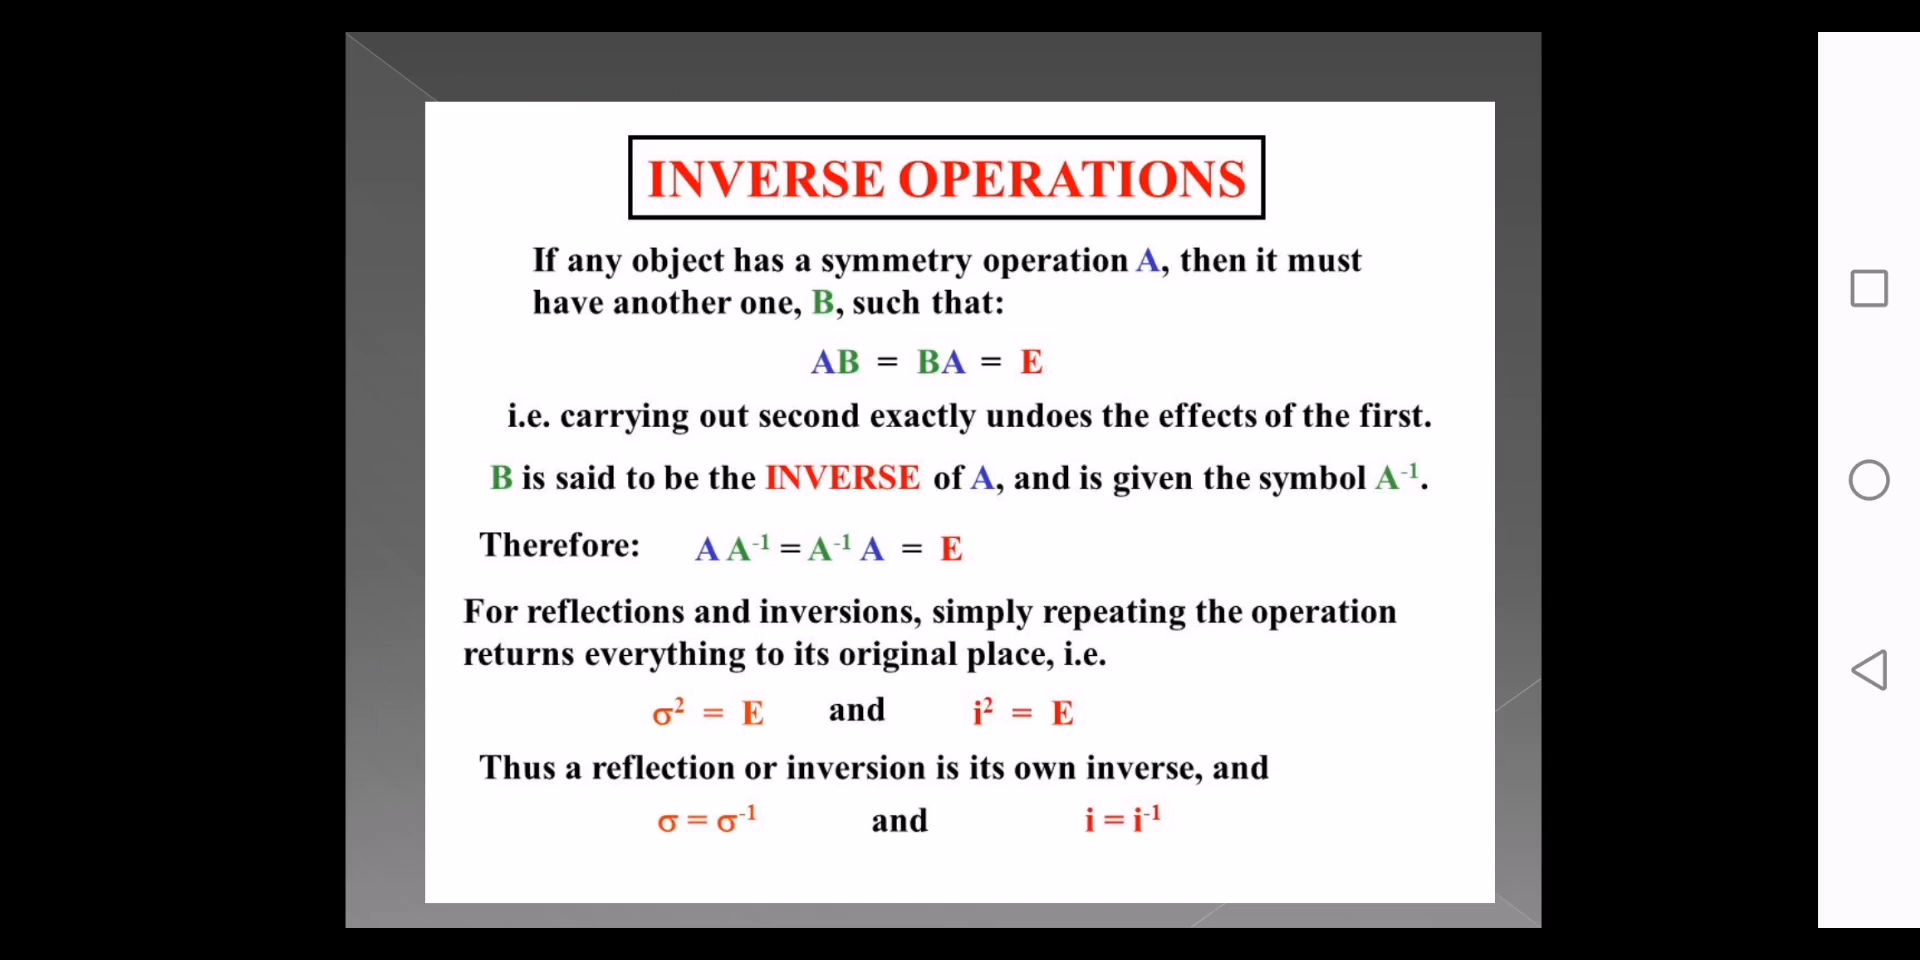 INVERSE OPERATIONS
If any object has a symmetry operation A, then it must
have another one, B, such that:
AB = BA = E
i.e. carrying out second exactly undoes the effects of the first.
B is said to be the INVERSE of A, and is given the symbol A⁻¹.
Therefore: A A⁻¹ = A⁻¹ A = E
For reflections and inversions, simply repeating the operation
returns everything to its original place, i.e.
σ² = E and i² = E
Thus a reflection or inversion is its own inverse, and
σ = σ⁻¹ and i = i⁻¹